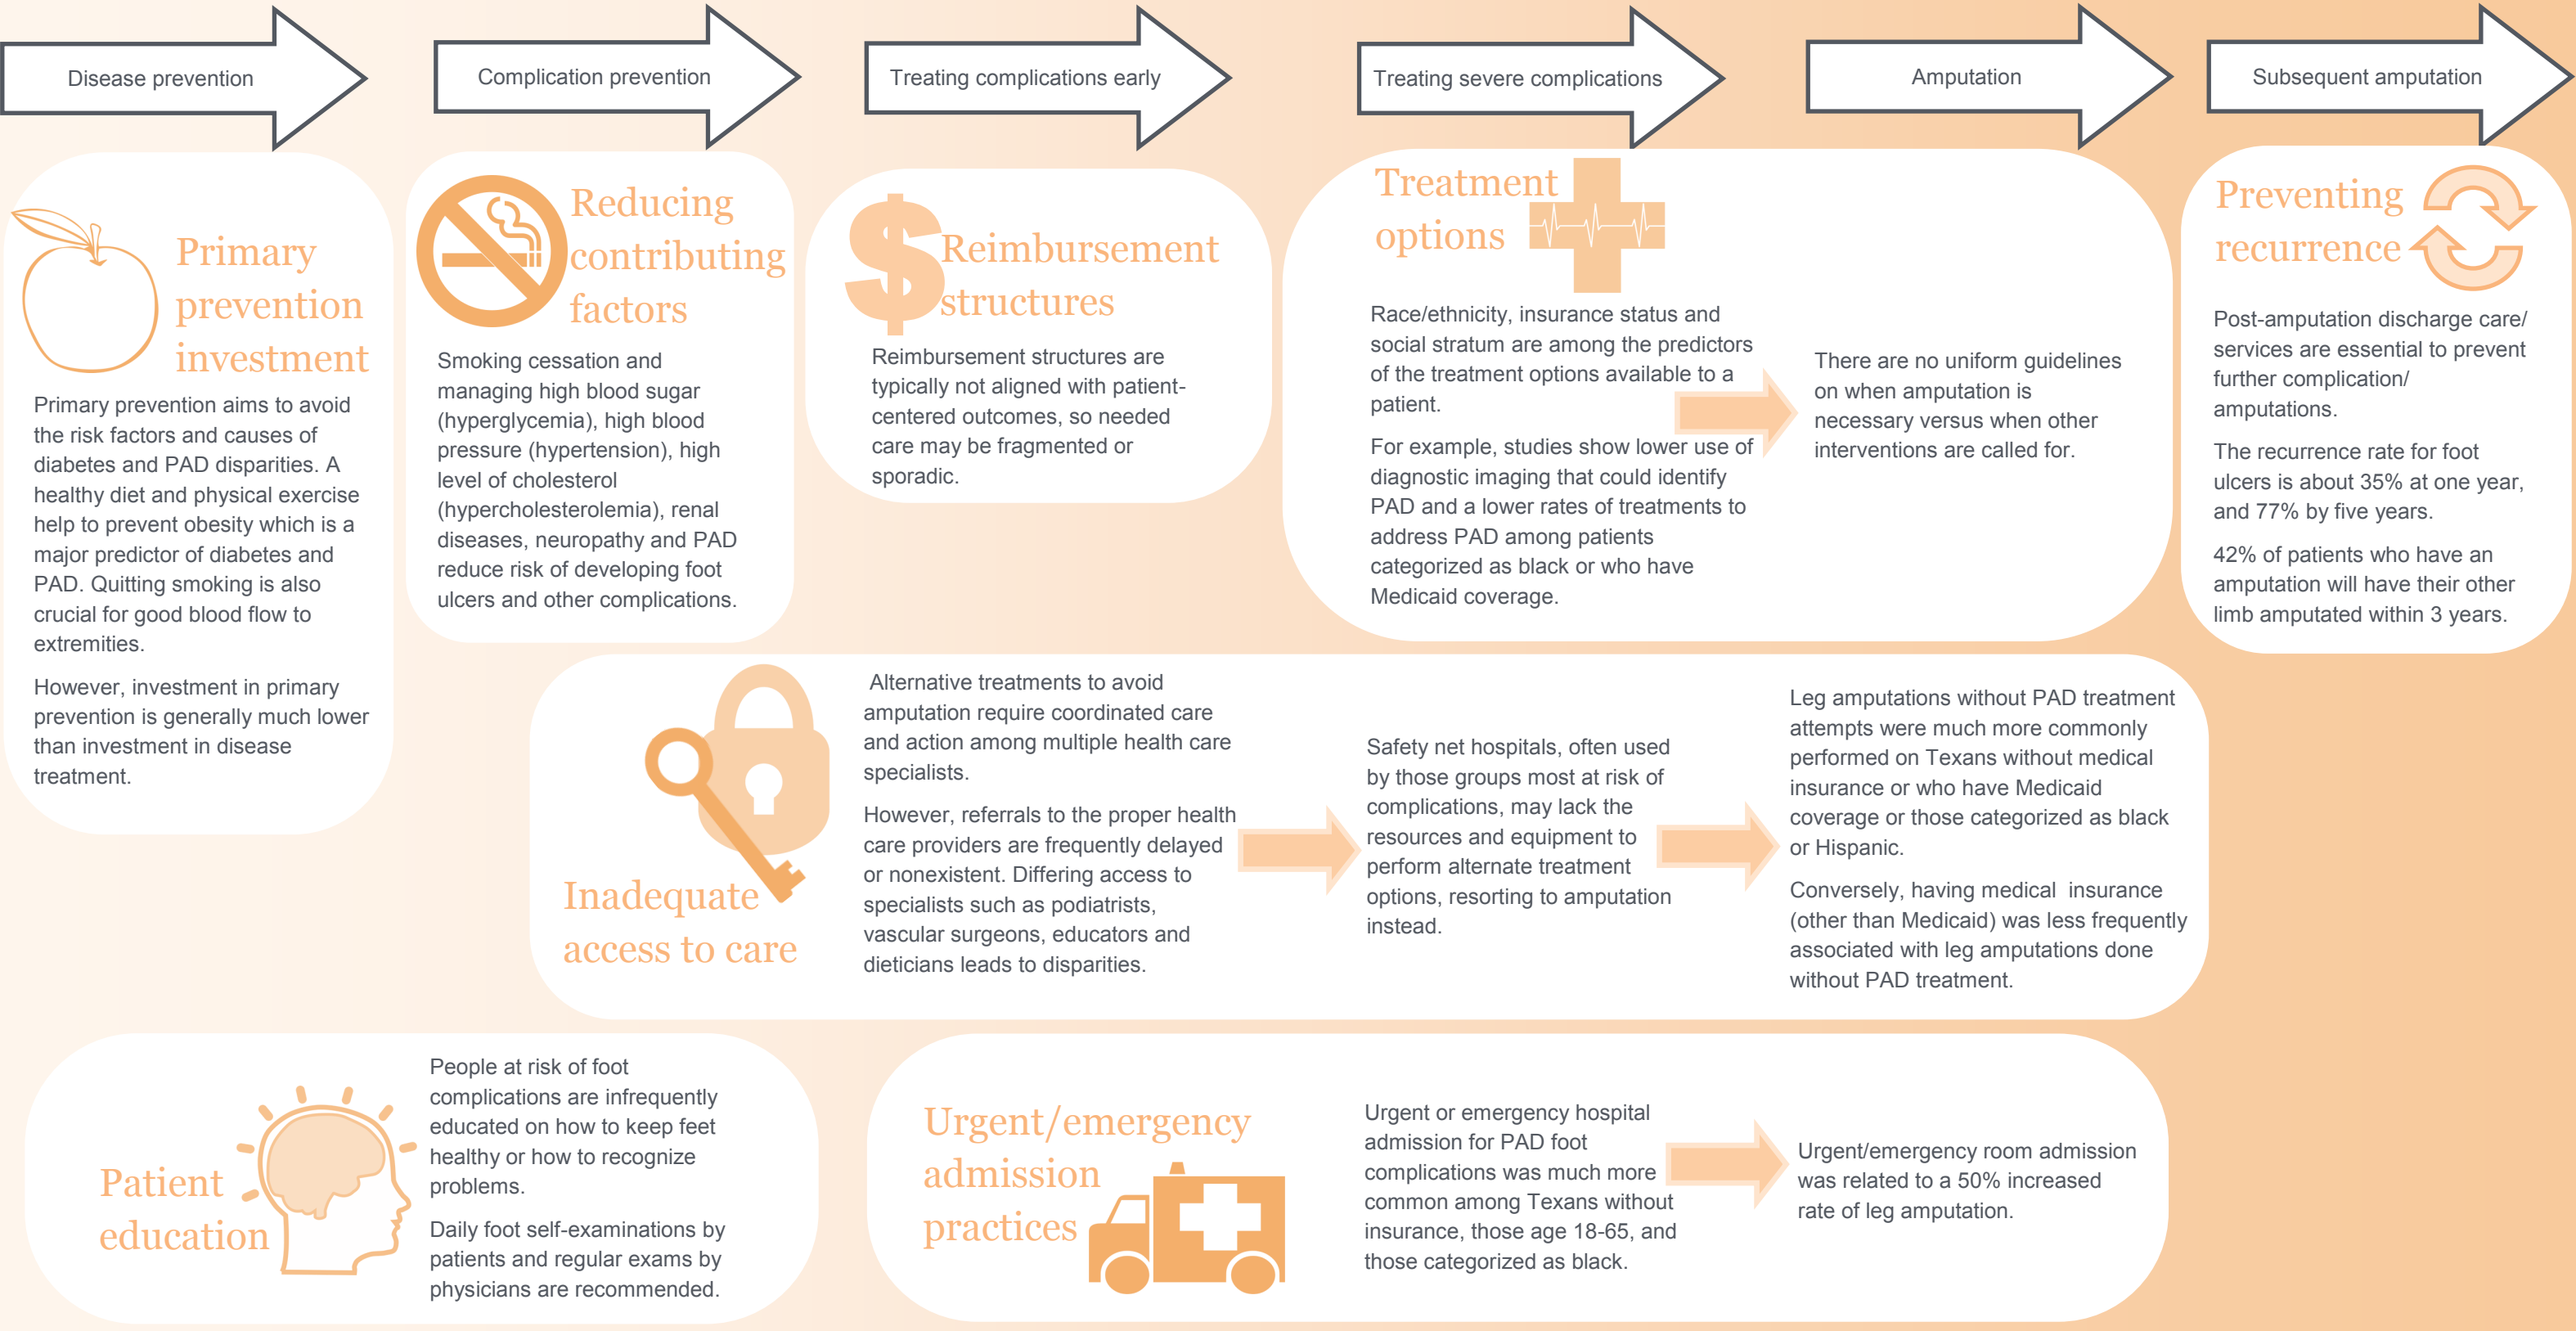 Disease prevention
Complication prevention
Treating complications early
Treating severe complications
Amputation
Subsequent amputation
Primary
prevention
investment
Primary prevention aims to avoid
the risk factors and causes of
diabetes and PAD disparities. A
healthy diet and physical exercise
help to prevent obesity which is a
major predictor of diabetes and
PAD. Quitting smoking is also
crucial for good blood flow to
extremities.
However, investment in primary
prevention is generally much lower
than investment in disease
treatment.
Reducing
contributing
factors
Smoking cessation and
managing high blood sugar
(hyperglycemia), high blood
pressure (hypertension), high
level of cholesterol
(hypercholesterolemia), renal
diseases, neuropathy and PAD
reduce risk of developing foot
ulcers and other complications.
$
Reimbursement
structures
Reimbursement structures are
typically not aligned with patient-
centered outcomes, so needed
care may be fragmented or
sporadic.
Treatment
options
Race/ethnicity, insurance status and
social stratum are among the predictors
of the treatment options available to a
patient.
For example, studies show lower use of
diagnostic imaging that could identify
PAD and a lower rates of treatments to
address PAD among patients
categorized as black or who have
Medicaid coverage.
There are no uniform guidelines
on when amputation is
necessary versus when other
interventions are called for.
Preventing
recurrence
Post-amputation discharge care/
services are essential to prevent
further complication/
amputations.
The recurrence rate for foot
ulcers is about 35% at one year,
and 77% by five years.
42% of patients who have an
amputation will have their other
limb amputated within 3 years.
Inadequate
access to care
Alternative treatments to avoid
amputation require coordinated care
and action among multiple health care
specialists.
However, referrals to the proper health
care providers are frequently delayed
or nonexistent. Differing access to
specialists such as podiatrists,
vascular surgeons, educators and
dieticians leads to disparities.
Safety net hospitals, often used
by those groups most at risk of
complications, may lack the
resources and equipment to
perform alternate treatment
options, resorting to amputation
instead.
Leg amputations without PAD treatment
attempts were much more commonly
performed on Texans without medical
insurance or who have Medicaid
coverage or those categorized as black
or Hispanic.
Conversely, having medical insurance
(other than Medicaid) was less frequently
associated with leg amputations done
without PAD treatment.
Patient
education
People at risk of foot
complications are infrequently
educated on how to keep feet
healthy or how to recognize
problems.
Daily foot self-examinations by
patients and regular exams by
physicians are recommended.
Urgent/emergency
admission
practices
Urgent or emergency hospital
admission for PAD foot
complications was much more
common among Texans without
insurance, those age 18-65, and
those categorized as black.
Urgent/emergency room admission
was related to a 50% increased
rate of leg amputation.